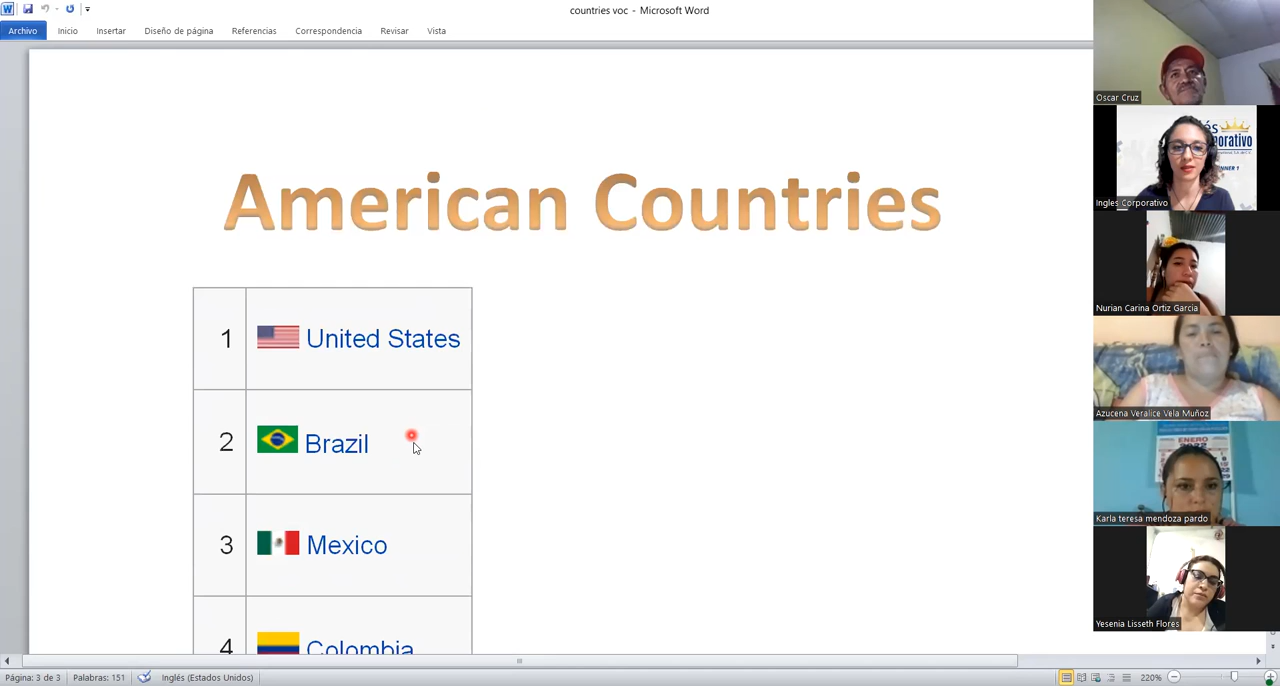 countries voc - Microsoft Word
Archivo Inicio Insertar Diseño de página Referencias Correspondencia Revisar Vista
American Countries
1 United States
2 Brazil
3 Mexico
4 Colombia
Oscar Cruz
Ingles Corporativo
Nurian Carina Ortiz Garcia
Azucena Veralice Vela Muñoz
ENERO
2022
Karla teresa mendoza pardo
Yesenia Lisseth Flores
Página: 3 de 3 Palabras: 151 Inglés (Estados Unidos) 220%